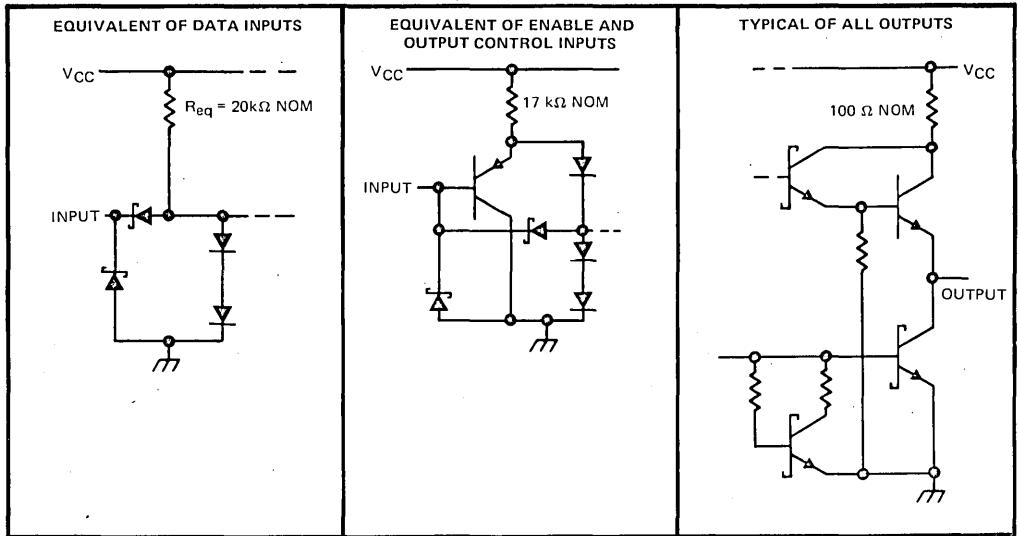 EQUIVALENT OF DATA INPUTS
VCC
Req = 20kΩ NOM
INPUT
EQUIVALENT OF ENABLE AND
OUTPUT CONTROL INPUTS
VCC
17 kΩ NOM
INPUT
TYPICAL OF ALL OUTPUTS
VCC
100 Ω NOM
OUTPUT